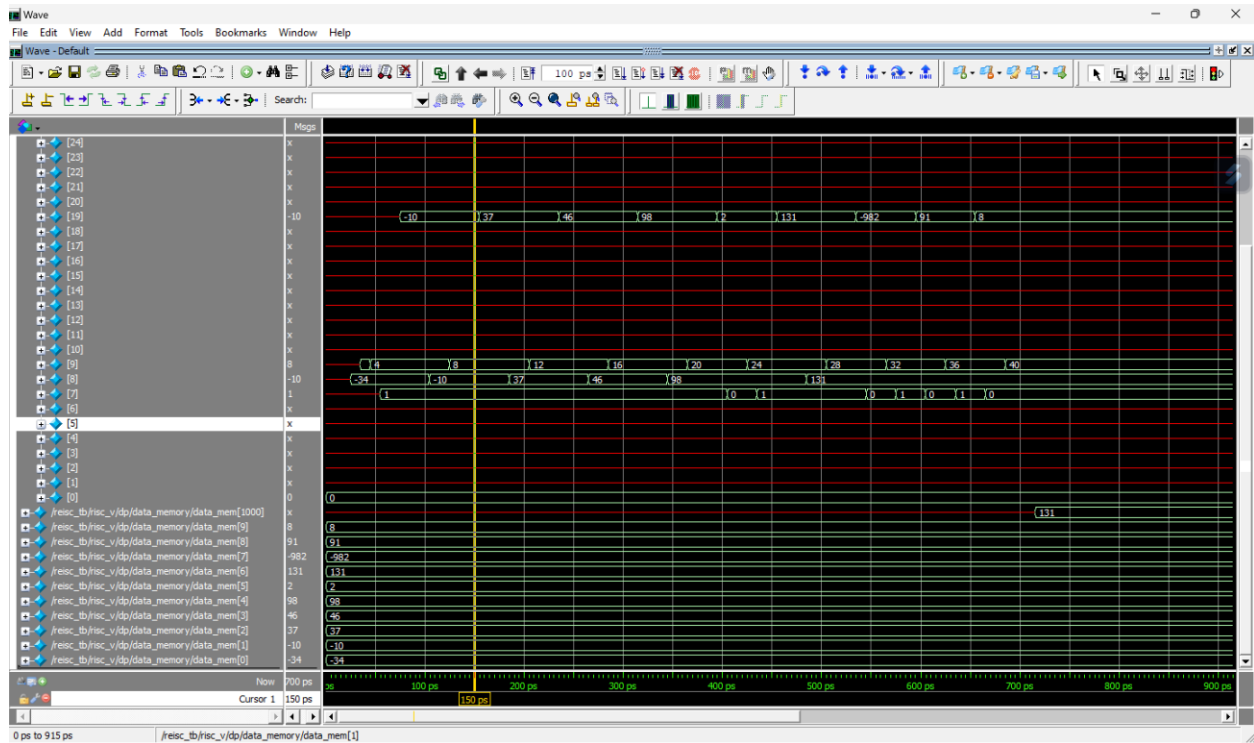 Wave
File Edit View Add Format Tools Bookmarks Window Help
Wave - Default
100 ps
Search:
Msgs
[24] x
[23] x
[22] x
[21] x
[20] x
[19] -10 -10 37 46 98 2 131 -982 91 8
[18] x
[17] x
[16] x
[15] x
[14] x
[13] x
[12] x
[11] x
[10] x
[9] 8 4 8 12 16 20 24 28 32 36 40
[8] -10 -34 -10 37 46 98 131
[7] 1 1 0 1 0 1 0 1 0
[6] x
[5] x
[4] x
[3] x
[2] x
[1] x
[0] 0 0
/reisc_tb/risc_v/dp/data_memory/data_mem[1000] x 131
/reisc_tb/risc_v/dp/data_memory/data_mem[9] 8 8
/reisc_tb/risc_v/dp/data_memory/data_mem[8] 91 91
/reisc_tb/risc_v/dp/data_memory/data_mem[7] -982 -982
/reisc_tb/risc_v/dp/data_memory/data_mem[6] 131 131
/reisc_tb/risc_v/dp/data_memory/data_mem[5] 2 2
/reisc_tb/risc_v/dp/data_memory/data_mem[4] 98 98
/reisc_tb/risc_v/dp/data_memory/data_mem[3] 46 46
/reisc_tb/risc_v/dp/data_memory/data_mem[2] 37 37
/reisc_tb/risc_v/dp/data_memory/data_mem[1] -10 -10
/reisc_tb/risc_v/dp/data_memory/data_mem[0] -34 -34
Now 700 ps ps 100 ps 200 ps 300 ps 400 ps 500 ps 600 ps 700 ps 800 ps 900 ps
Cursor 1 150 ps 150 ps
0 ps to 915 ps /reisc_tb/risc_v/dp/data_memory/data_mem[1]